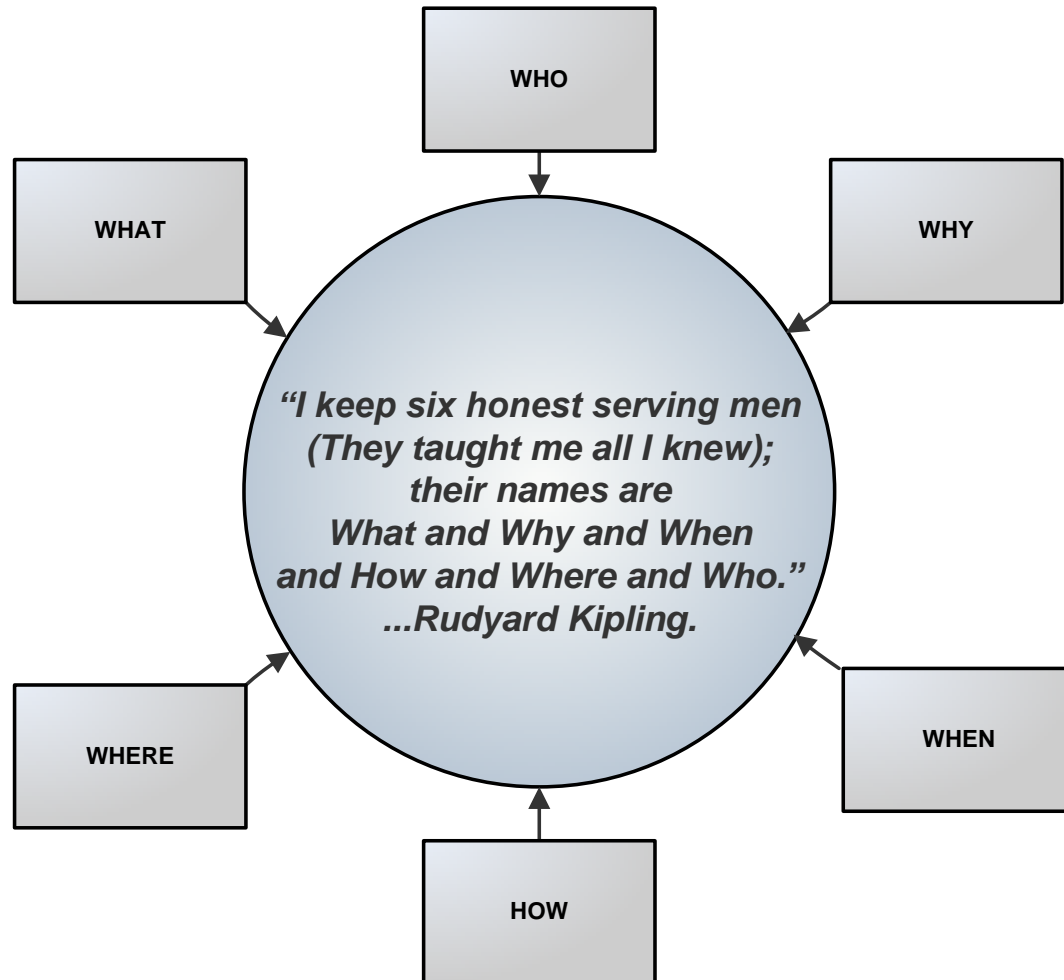 WHO
WHAT
WHY
“I keep six honest serving men
(They taught me all I knew);
their names are
What and Why and When
and How and Where and Who.”
...Rudyard Kipling.
WHERE
WHEN
HOW